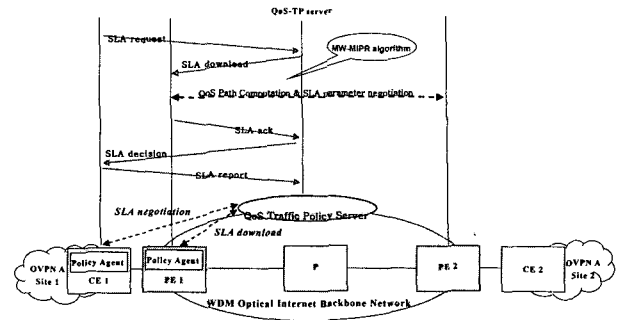 QoS-TP server
SLA request
MW-MIPR algorithm
SLA download
QoS Path Computation & SLA parameter negotiation
SLA ack
SLA decision
SLA report
SLA negotiation
QoS Traffic Policy Server
SLA download
OVPN A
Site 1
Policy Agent
CE 1
Policy Agent
PE 1
P
PE 2
CE 2
OVPN A
Site 2
WDM Optical Internet Backbone Network